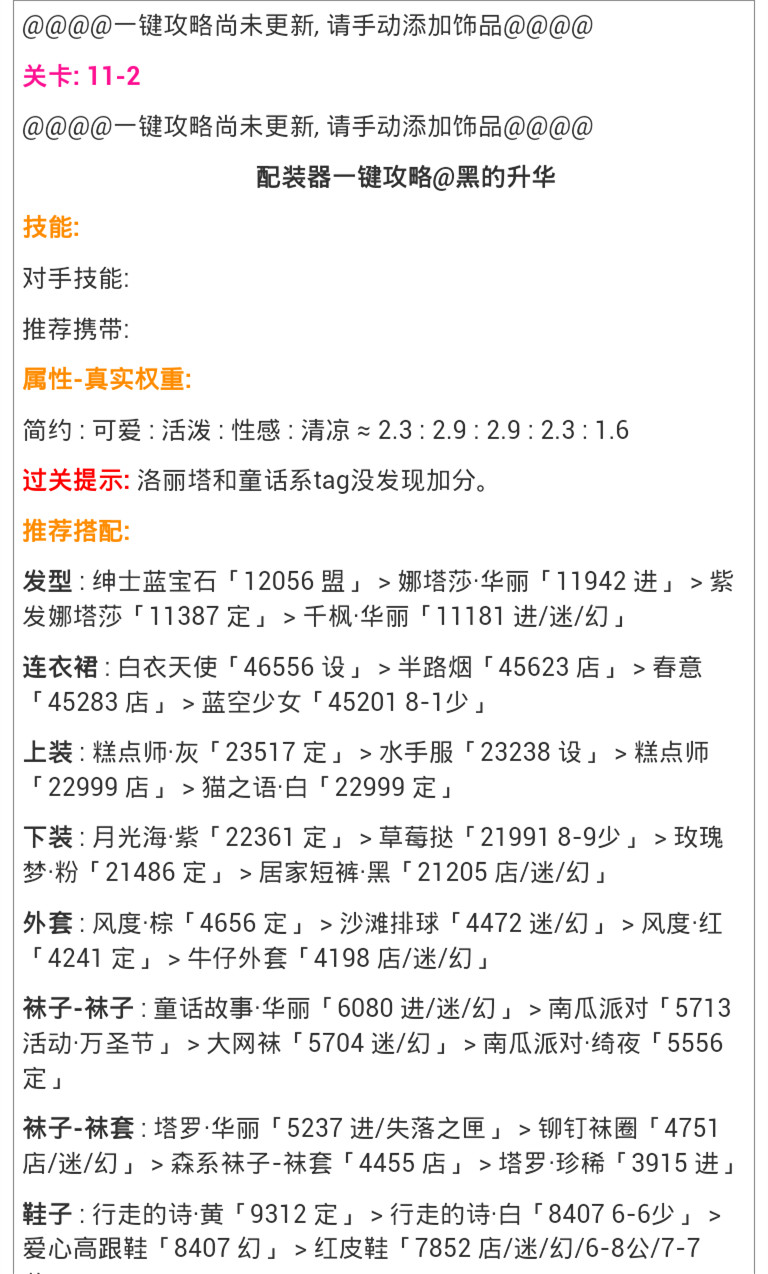 @@@@一键攻略尚未更新, 请手动添加饰品@@@@
关卡: 11-2
@@@@一键攻略尚未更新, 请手动添加饰品@@@@
配装器一键攻略@黑的升华
技能:
对手技能:
推荐携带:
属性-真实权重:
简约 : 可爱 : 活泼 : 性感 : 清凉 ≈ 2.3 : 2.9 : 2.9 : 2.3 : 1.6
过关提示: 洛丽塔和童话系tag没发现加分。
推荐搭配:
发型 : 绅士蓝宝石「12056 盟」 > 娜塔莎·华丽「11942 进」 > 紫
发娜塔莎「11387 定」 > 千枫·华丽「11181 进/迷/幻」
连衣裙 : 白衣天使「46556 设」 > 半路烟「45623 店」 > 春意
「45283 店」 > 蓝空少女「45201 8-1少」
上装 : 糕点师·灰「23517 定」 > 水手服「23238 设」 > 糕点师
「22999 店」 > 猫之语·白「22999 定」
下装 : 月光海·紫「22361 定」 > 草莓挞「21991 8-9少」 > 玫瑰
梦·粉「21486 定」 > 居家短裤·黑「21205 店/迷/幻」
外套 : 风度·棕「4656 定」 > 沙滩排球「4472 迷/幻」 > 风度·红
「4241 定」 > 牛仔外套「4198 店/迷/幻」
袜子-袜子 : 童话故事·华丽「6080 进/迷/幻」 > 南瓜派对「5713
活动·万圣节」 > 大网袜「5704 迷/幻」 > 南瓜派对·绮夜「5556
定」
袜子-袜套 : 塔罗·华丽「5237 进/失落之匣」 > 铆钉袜圈「4751
店/迷/幻」 > 森系袜子-袜套「4455 店」 > 塔罗·珍稀「3915 进」
鞋子 : 行走的诗·黄「9312 定」 > 行走的诗·白「8407 6-6少」 >
爱心高跟鞋「8407 幻」 > 红皮鞋「7852 店/迷/幻/6-8公/7-7